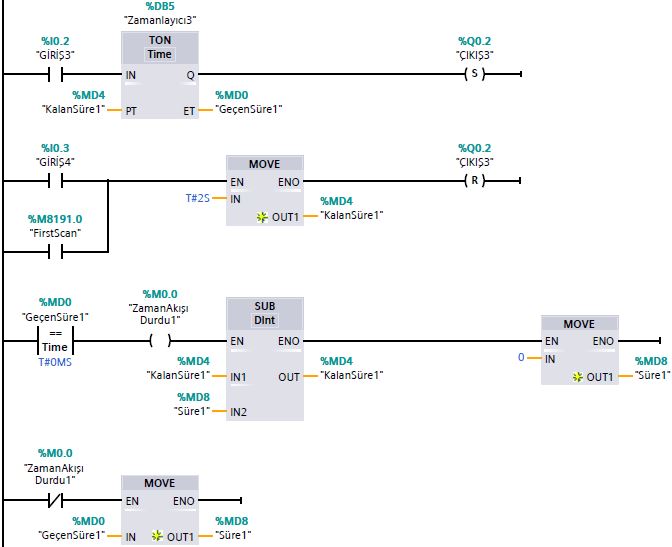 %DB5
"Zamanlayıcı3"
%I0.2
"GİRİŞ3"
TON
Time
%Q0.2
"ÇIKIŞ3"
IN
Q
S
%MD4
"KalanSüre1"
PT
ET
%MD0
"GeçenSüre1"
%I0.3
"GİRİŞ4"
MOVE
%Q0.2
"ÇIKIŞ3"
EN
ENO
R
T#2S
IN
OUT1
%MD4
"KalanSüre1"
%M8191.0
"FirstScan"
%MD0
"GeçenSüre1"
==
Time
T#0MS
%M0.0
"ZamanAkışı
Durdu1"
SUB
DInt
EN
ENO
%MD4
"KalanSüre1"
IN1
OUT
%MD4
"KalanSüre1"
%MD8
"Süre1"
IN2
MOVE
EN
ENO
0
IN
OUT1
%MD8
"Süre1"
%M0.0
"ZamanAkışı
Durdu1"
MOVE
EN
ENO
%MD0
"GeçenSüre1"
IN
OUT1
%MD8
"Süre1"